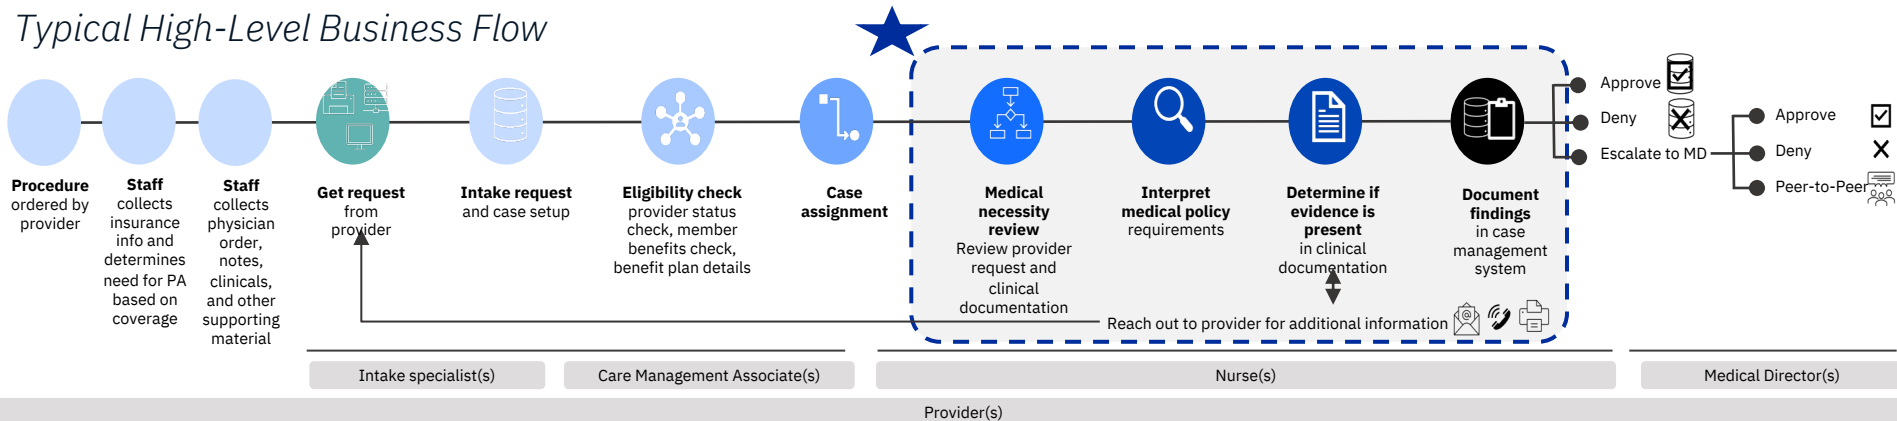 Typical High-Level Business Flow
Procedure
ordered by
provider
Staff
collects
insurance
info and
determines
need for PA
based on
coverage
Staff
collects
physician
order,
notes,
clinicals,
and other
supporting
material
Get request
from
provider
Intake request
and case setup
Eligibility check
provider status
check, member
benefits check,
benefit plan details
Case
assignment
Medical
necessity
review
Review provider
request and
clinical
documentation
Interpret
medical policy
requirements
Determine if
evidence is
present
in clinical
documentation
Document
findings
in case
management
system
Reach out to provider for additional information
Approve
Deny
Escalate to MD
Approve
Deny
Peer-to-Peer
Intake specialist(s)
Care Management Associate(s)
Nurse(s)
Medical Director(s)
Provider(s)